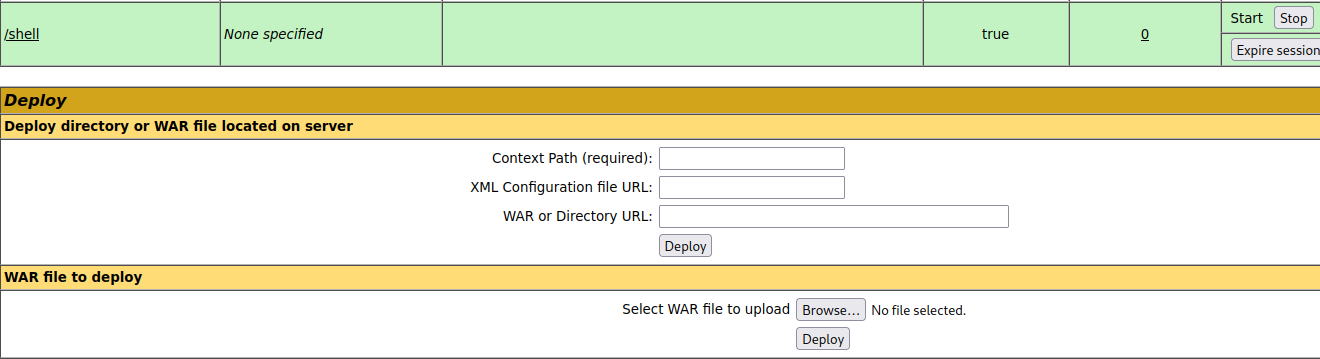 /shell None specified true 0 Start Stop
Expire session
Deploy
Deploy directory or WAR file located on server
Context Path (required):
XML Configuration file URL:
WAR or Directory URL:
Deploy
WAR file to deploy
Select WAR file to upload Browse... No file selected.
Deploy